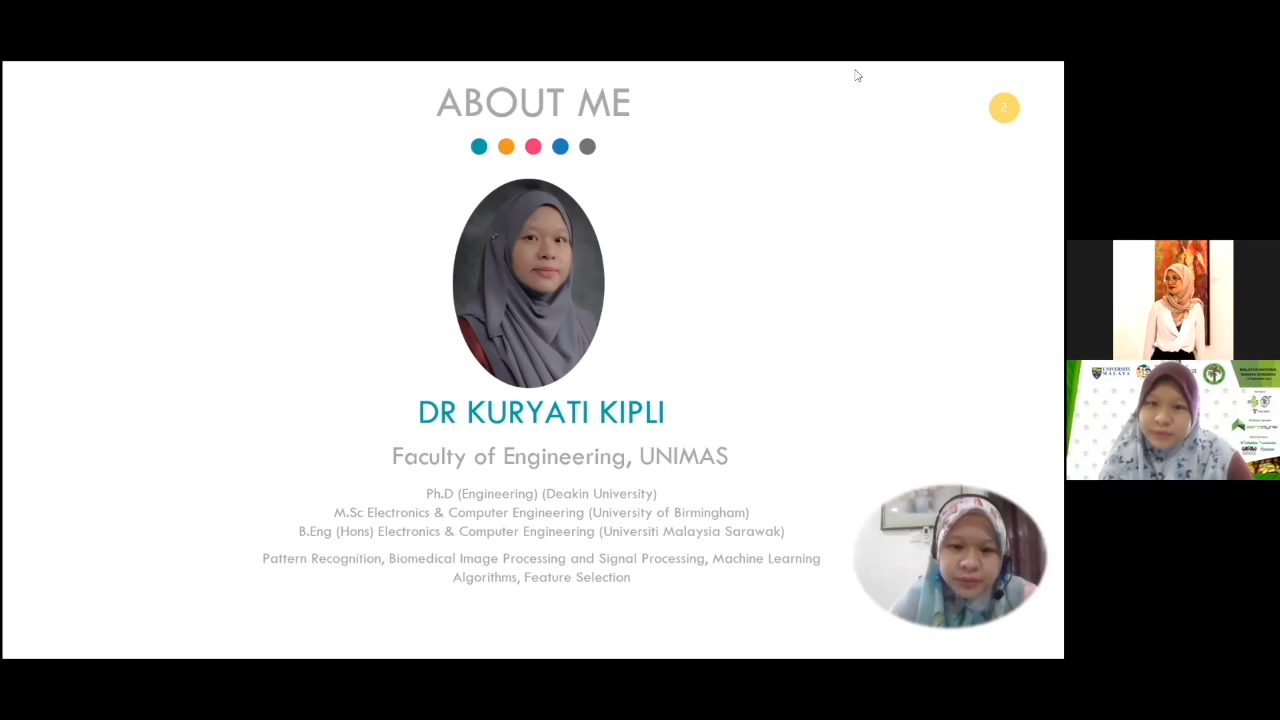 ABOUT ME
2
DR KURYATI KIPLI
Faculty of Engineering, UNIMAS
Ph.D (Engineering) (Deakin University)
M.Sc Electronics & Computer Engineering (University of Birmingham)
B.Eng (Hons) Electronics & Computer Engineering (Universiti Malaysia Sarawak)
Pattern Recognition, Biomedical Image Processing and Signal Processing, Machine Learning
Algorithms, Feature Selection
UNIVERSITI
MALAYA